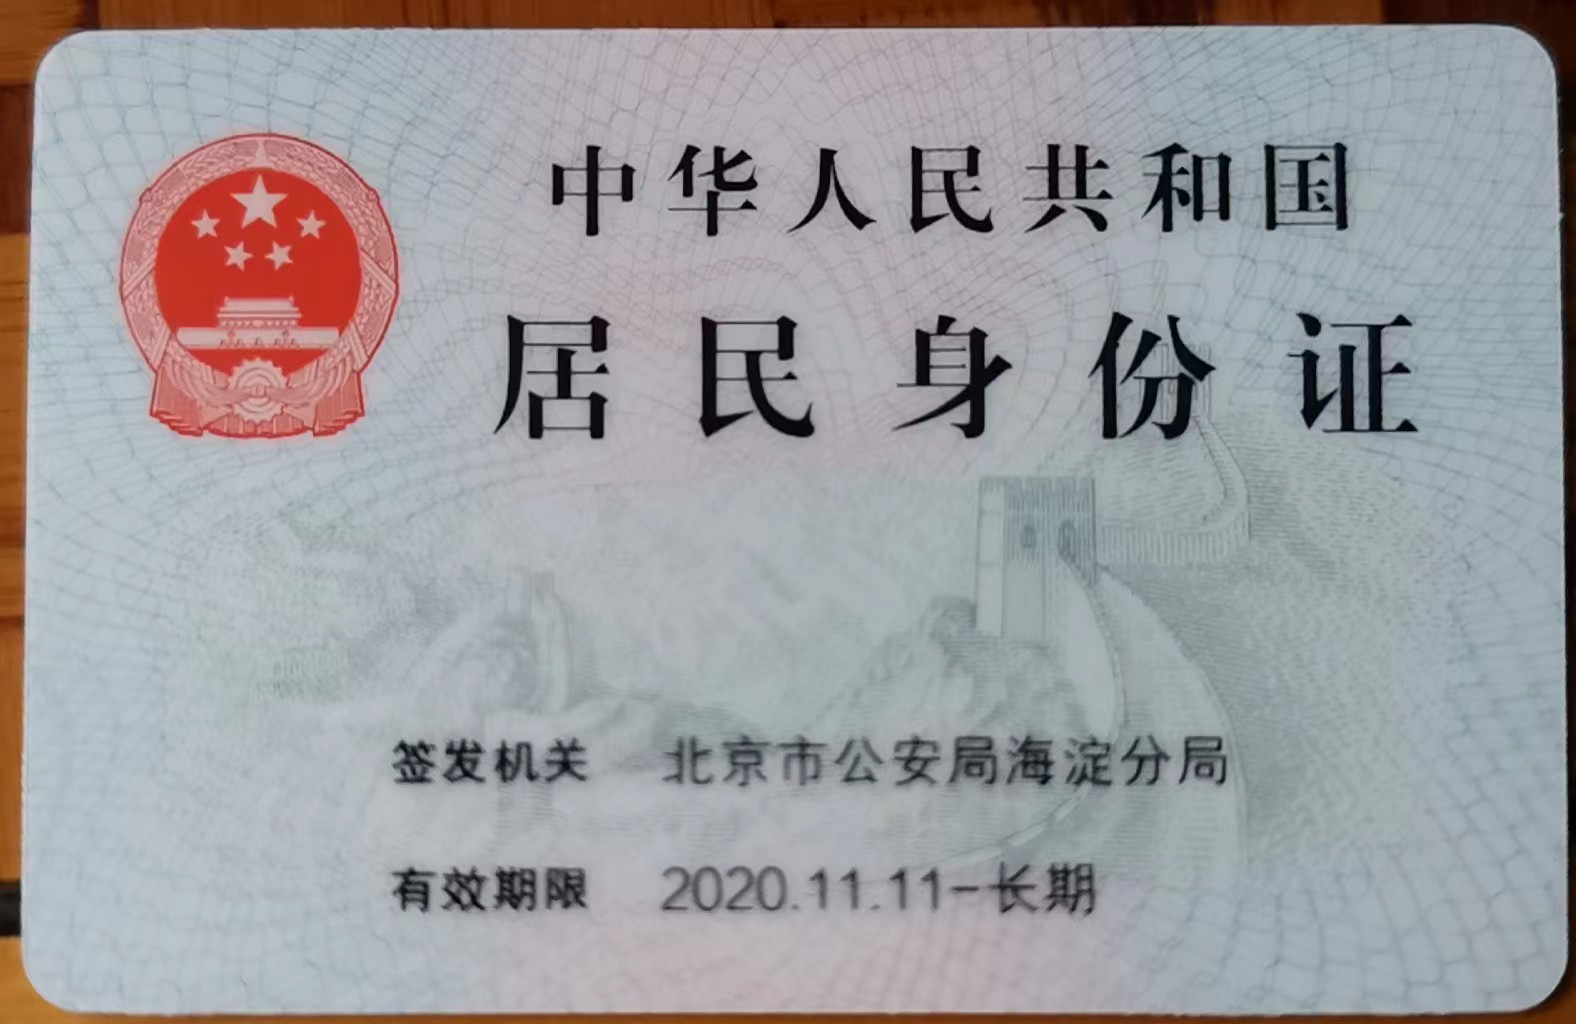 中华人民共和国
居民身份证
签发机关 北京市公安局海淀分局
有效期限 2020.11.11-长期